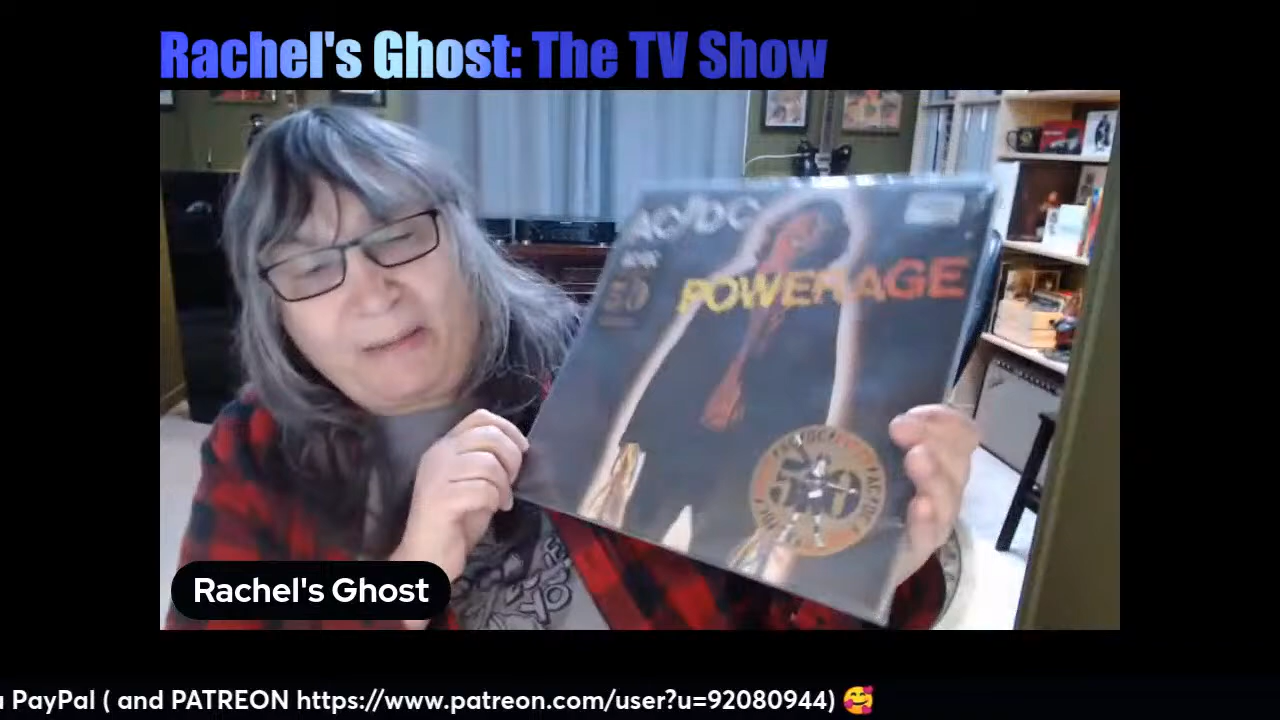 Rachel's Ghost: The TV Show
AC/DC
POWERAGE
50
Rachel's Ghost
PayPal ( and PATREON https://www.patreon.com/user?u=92080944) 🥰